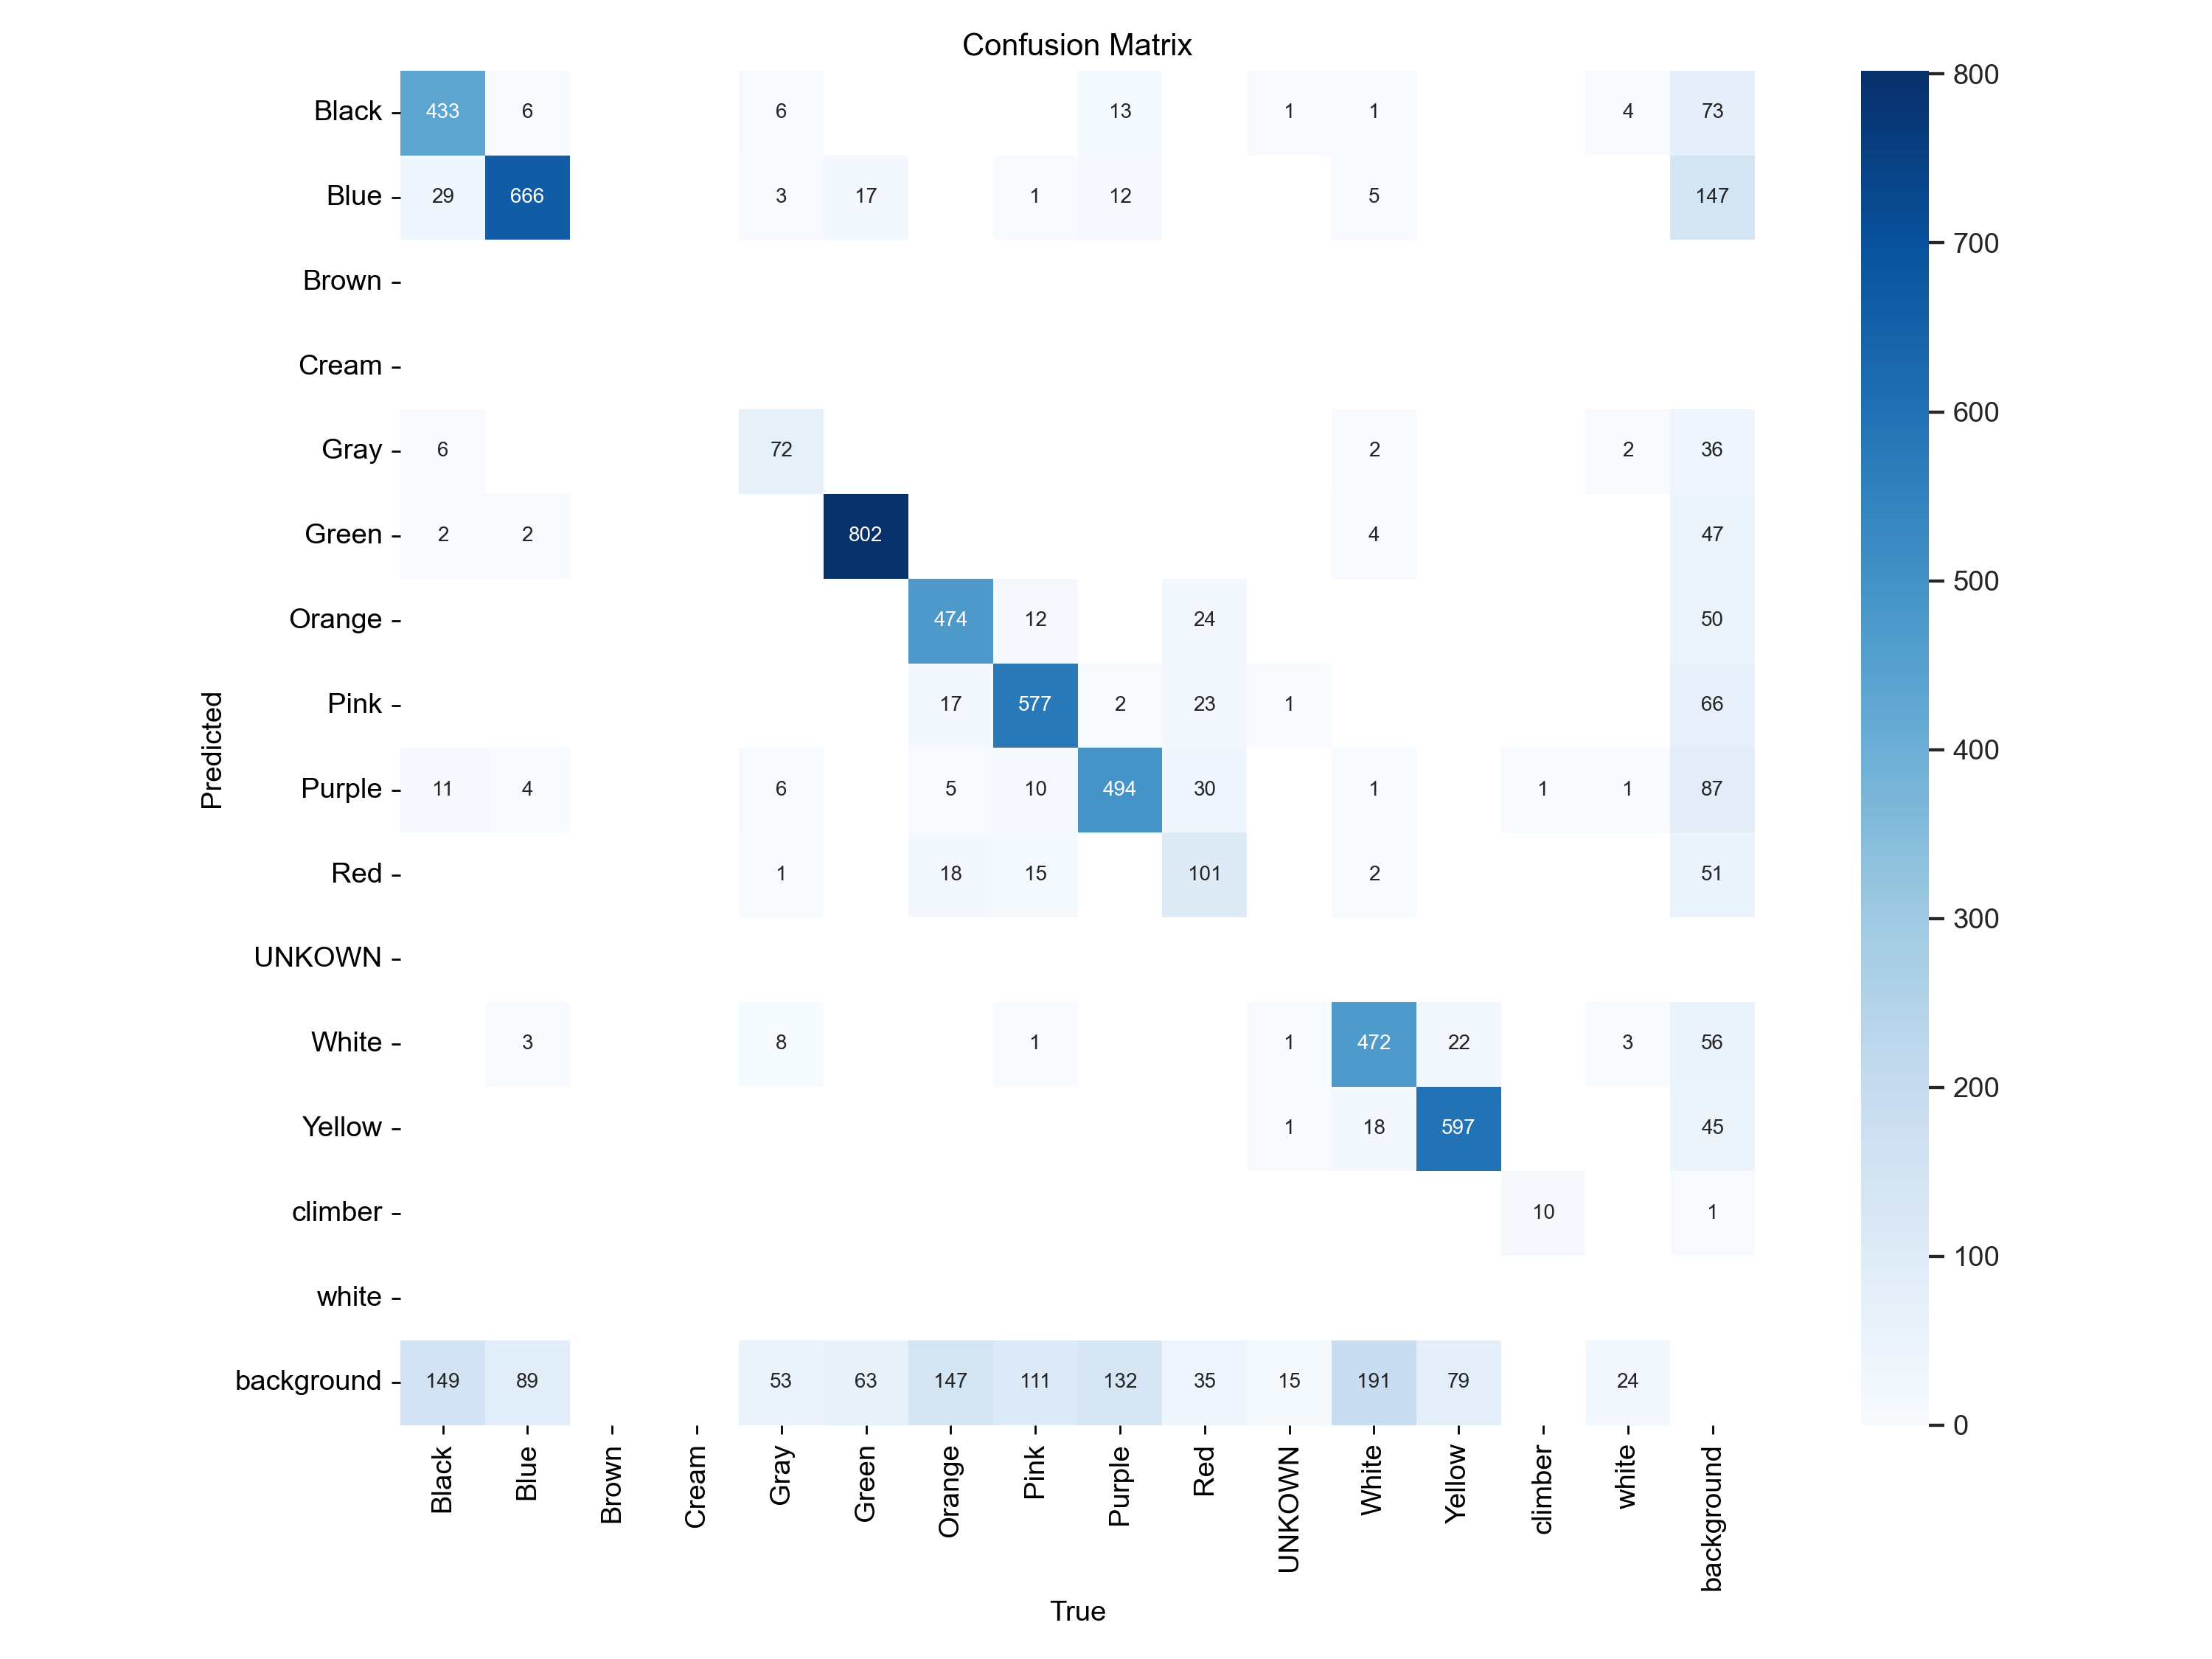 Confusion Matrix
Black 433 6 6 13 1 1 4 73
Blue 29 666 3 17 1 12 5 147
Brown
Cream
Gray 6 72 2 2 36
Green 2 2 802 4 47
Orange 474 12 24 50
Pink 17 577 2 23 1 66
Purple 11 4 6 5 10 494 30 1 1 1 87
Red 1 18 15 101 2 51
UNKOWN
White 3 8 1 1 472 22 3 56
Yellow 1 18 597 45
climber 10 1
white
background 149 89 53 63 147 111 132 35 15 191 79 24
Predicted
Black Blue Brown Cream Gray Green Orange Pink Purple Red UNKOWN White Yellow climber white background
True
800
700
600
500
400
300
200
100
0